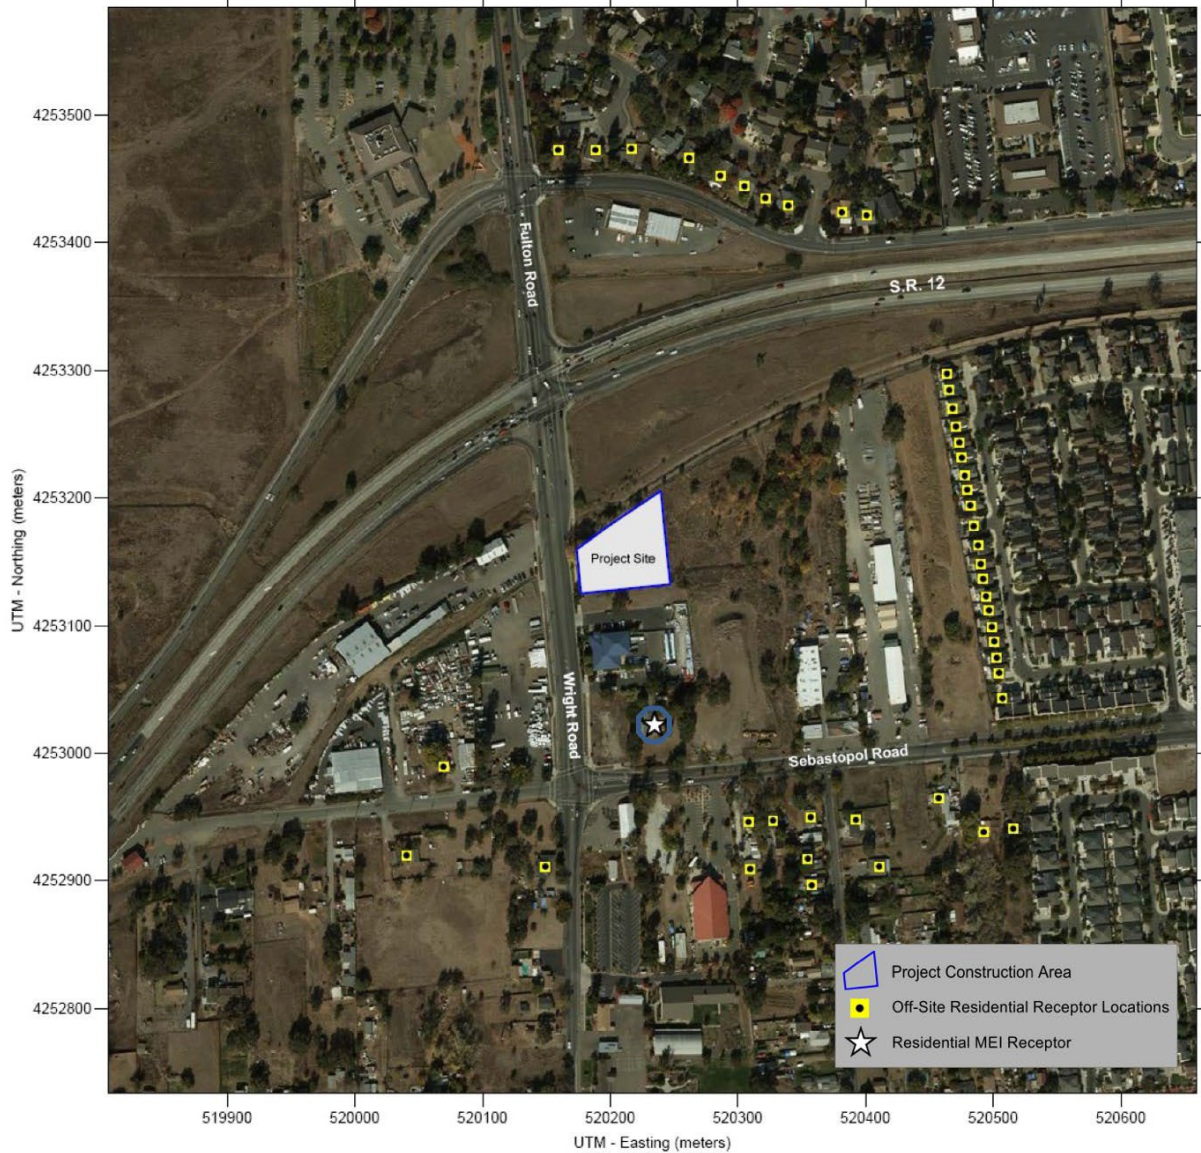 4253500
4253400
4253300
4253200
4253100
4253000
4252900
4252800
UTM - Northing (meters)
Fulton Road
S.R. 12
Project Site
Wright Road
Sebastopol Road
Project Construction Area
Off-Site Residential Receptor Locations
Residential MEI Receptor
519900
520000
520100
520200
520300
520400
520500
520600
UTM - Easting (meters)